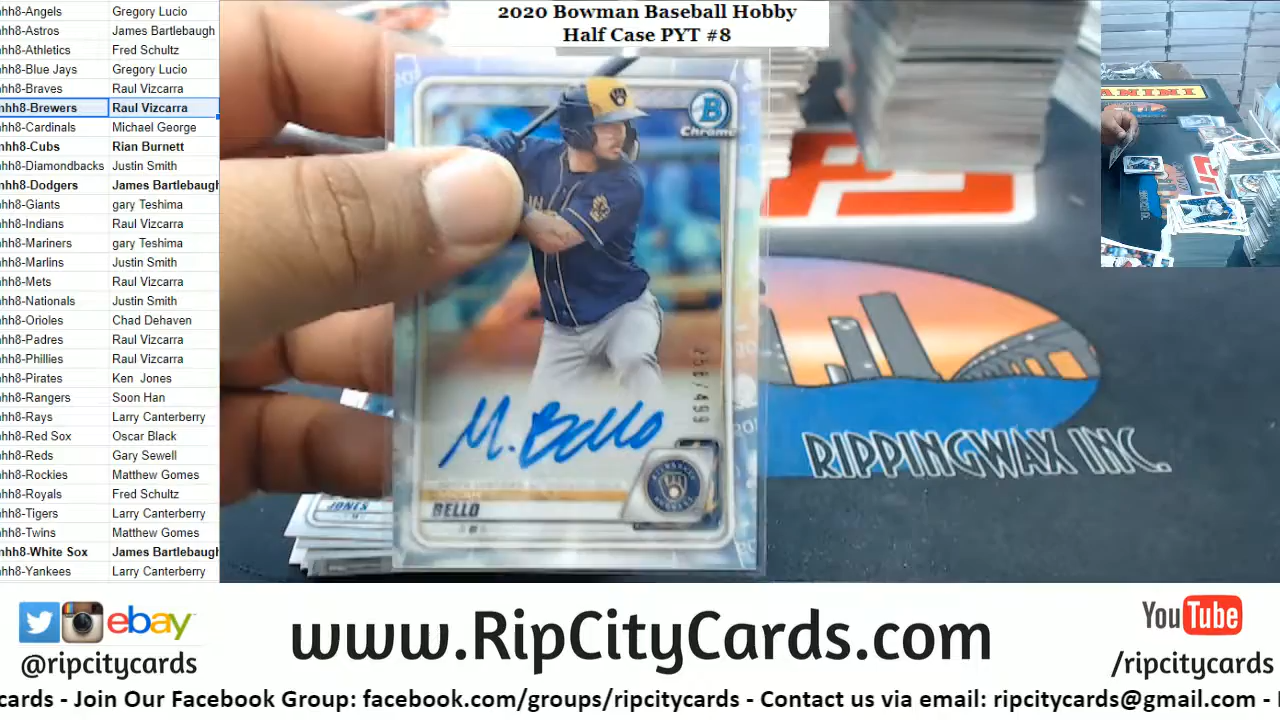 2020 Bowman Baseball Hobby
Half Case PYT #8
hh8-Angels Gregory Lucio
hh8-Astros James Bartlebaugh
hh8-Athletics Fred Schultz
hh8-Blue Jays Gregory Lucio
hh8-Braves Raul Vizcarra
hh8-Brewers Raul Vizcarra
hh8-Cardinals Michael George
hh8-Cubs Rian Burnett
hh8-Diamondbacks Justin Smith
hh8-Dodgers James Bartlebaugh
hh8-Giants gary Teshima
hh8-Indians Raul Vizcarra
hh8-Mariners gary Teshima
hh8-Marlins Justin Smith
hh8-Mets Raul Vizcarra
hh8-Nationals Justin Smith
hh8-Orioles Chad Dehaven
hh8-Padres Raul Vizcarra
hh8-Phillies Raul Vizcarra
hh8-Pirates Ken Jones
hh8-Rangers Soon Han
hh8-Rays Larry Canterberry
hh8-Red Sox Oscar Black
hh8-Reds Gary Sewell
hh8-Rockies Matthew Gomes
hh8-Royals Fred Schultz
hh8-Tigers Larry Canterberry
hh8-Twins Matthew Gomes
hh8-White Sox James Bartlebaugh
hh8-Yankees Larry Canterberry
B
Chrome
M. Bello
BELLO
JONES
RIPPINGWAX INC.
PANINI
ebay
@ripcitycards
www.RipCityCards.com
YouTube
/ripcitycards
cards - Join Our Facebook Group: facebook.com/groups/ripcitycards - Contact us via email: ripcitycards@gmail.com -